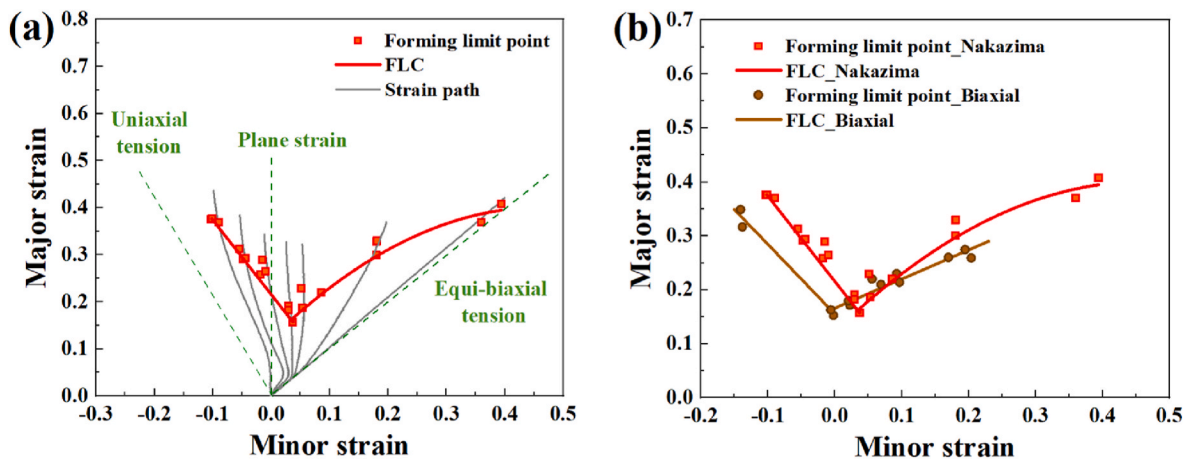 (a)
0.8
0.7
0.6
0.5
0.4
0.3
0.2
0.1
0.0
-0.3
-0.2
-0.1
0.0
0.1
0.2
0.3
0.4
0.5
Major strain
Minor strain
Forming limit point
FLC
Strain path
Uniaxial
tension
Plane strain
Equi-biaxial
tension
(b)
0.7
0.6
0.5
0.4
0.3
0.2
0.1
0.0
-0.2
-0.1
0.0
0.1
0.2
0.3
0.4
0.5
Major strain
Minor strain
Forming limit point_Nakazima
FLC_Nakazima
Forming limit point_Biaxial
FLC_Biaxial